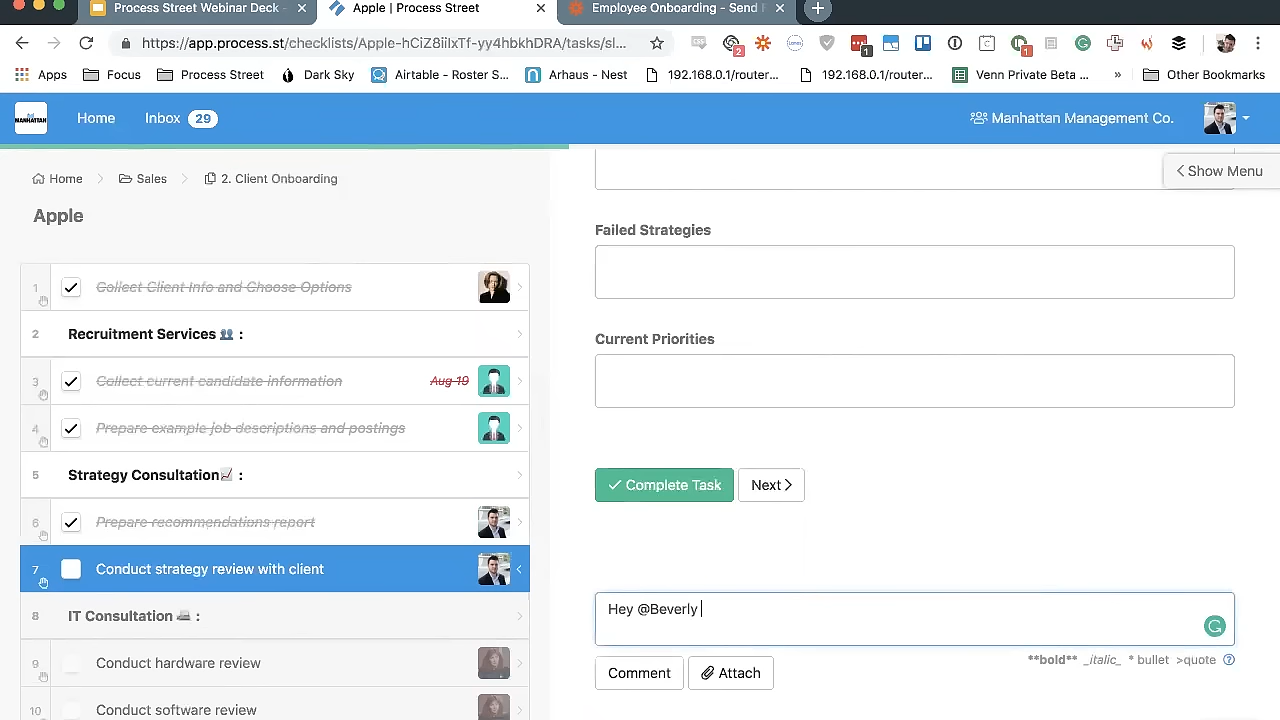 Process Street Webinar Deck -
Apple | Process Street
Employee Onboarding - Send
https://app.process.st/checklists/Apple-hCiZ8iilxTf-yy4hbkhDRA/tasks/sl...
2
1
1
Apps
Focus
Process Street
Dark Sky
Airtable - Roster S...
Arhaus - Nest
192.168.0.1/router...
192.168.0.1/router...
Venn Private Beta ...
»
Other Bookmarks
MANHATTAN
Home
Inbox 29
Manhattan Management Co.
Home
Sales
2. Client Onboarding
Show Menu
Apple
1 Collect Client Info and Choose Options
2 Recruitment Services :
3 Collect current candidate information Aug 19
4 Prepare example job descriptions and postings
5 Strategy Consultation :
6 Prepare recommendations report
7 Conduct strategy review with client
8 IT Consultation :
9 Conduct hardware review
10 Conduct software review
Failed Strategies
Current Priorities
Complete Task
Next
Hey @Beverly
**bold** _italic_ * bullet >quote
Comment
Attach